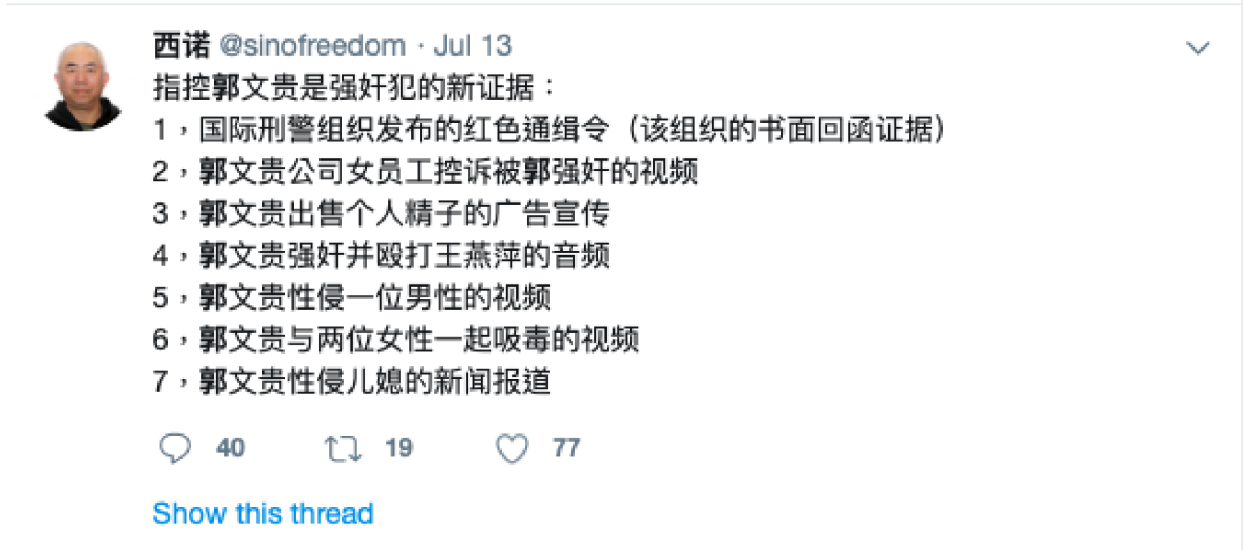 西诺 @sinofreedom · Jul 13
指控郭文贵是强奸犯的新证据：
1，国际刑警组织发布的红色通缉令（该组织的书面回函证据）
2，郭文贵公司女员工控诉被郭强奸的视频
3，郭文贵出售个人精子的广告宣传
4，郭文贵强奸并殴打王燕萍的音频
5，郭文贵性侵一位男性的视频
6，郭文贵与两位女性一起吸毒的视频
7，郭文贵性侵儿媳的新闻报道
40 19 77
Show this thread